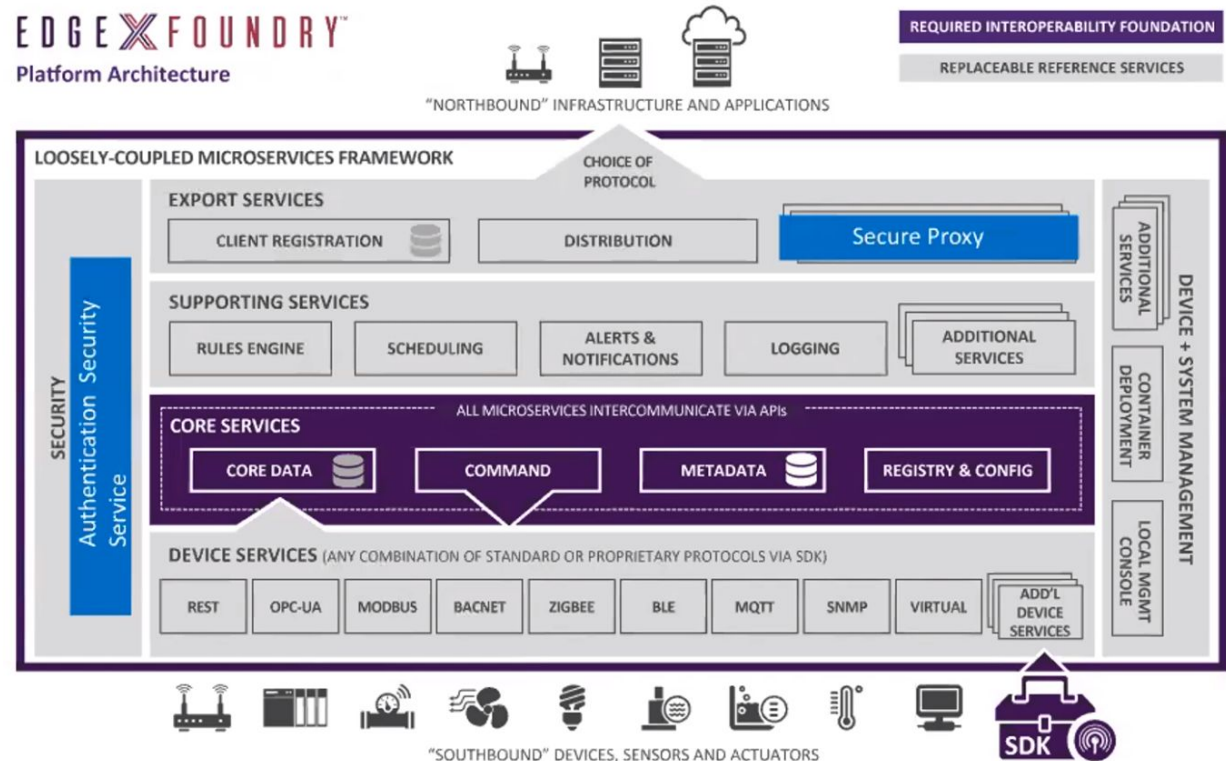 EDGE X FOUNDRY™
Platform Architecture
REQUIRED INTEROPERABILITY FOUNDATION
REPLACEABLE REFERENCE SERVICES
“NORTHBOUND” INFRASTRUCTURE AND APPLICATIONS
LOOSELY-COUPLED MICROSERVICES FRAMEWORK
CHOICE OF
PROTOCOL
SECURITY
Authentication Security
Service
EXPORT SERVICES
CLIENT REGISTRATION
DISTRIBUTION
Secure Proxy
SUPPORTING SERVICES
RULES ENGINE
SCHEDULING
ALERTS &
NOTIFICATIONS
LOGGING
ADDITIONAL
SERVICES
ALL MICROSERVICES INTERCOMMUNICATE VIA APIs
CORE SERVICES
CORE DATA
COMMAND
METADATA
REGISTRY & CONFIG
DEVICE SERVICES (ANY COMBINATION OF STANDARD OR PROPRIETARY PROTOCOLS VIA SDK)
REST
OPC-UA
MODBUS
BACNET
ZIGBEE
BLE
MQTT
SNMP
VIRTUAL
ADD'L
DEVICE
SERVICES
ADDITIONAL
SERVICES
CONTAINER
DEPLOYMENT
LOCAL MGMT
CONSOLE
DEVICE + SYSTEM MANAGEMENT
“SOUTHBOUND” DEVICES, SENSORS AND ACTUATORS
SDK